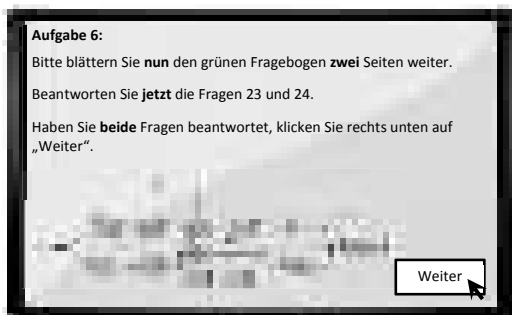 Aufgabe 6:
Bitte blättern Sie nun den grünen Fragebogen zwei Seiten weiter.
Beantworten Sie jetzt die Fragen 23 und 24.
Haben Sie beide Fragen beantwortet, klicken Sie rechts unten auf
„Weiter“.
Weiter